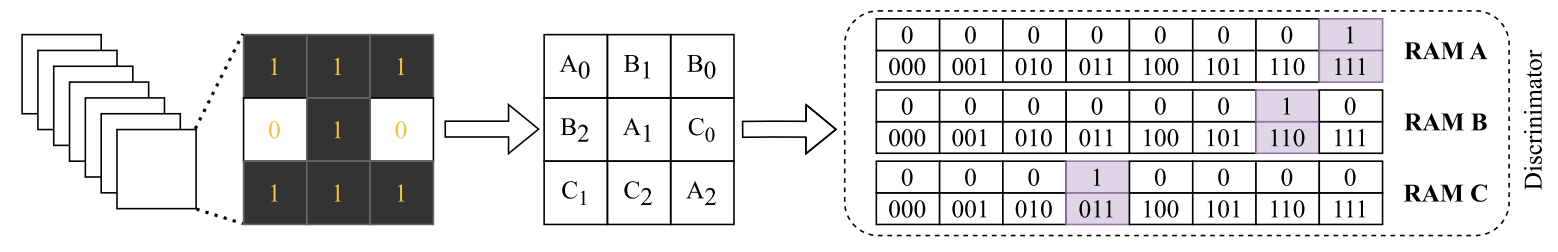 1 1 1
0 1 0
1 1 1
A0 B1 B0
B2 A1 C0
C1 C2 A2
0 0 0 0 0 0 0 1
000 001 010 011 100 101 110 111
RAM A
0 0 0 0 0 0 1 0
000 001 010 011 100 101 110 111
RAM B
0 0 0 1 0 0 0 0
000 001 010 011 100 101 110 111
RAM C
Discriminator